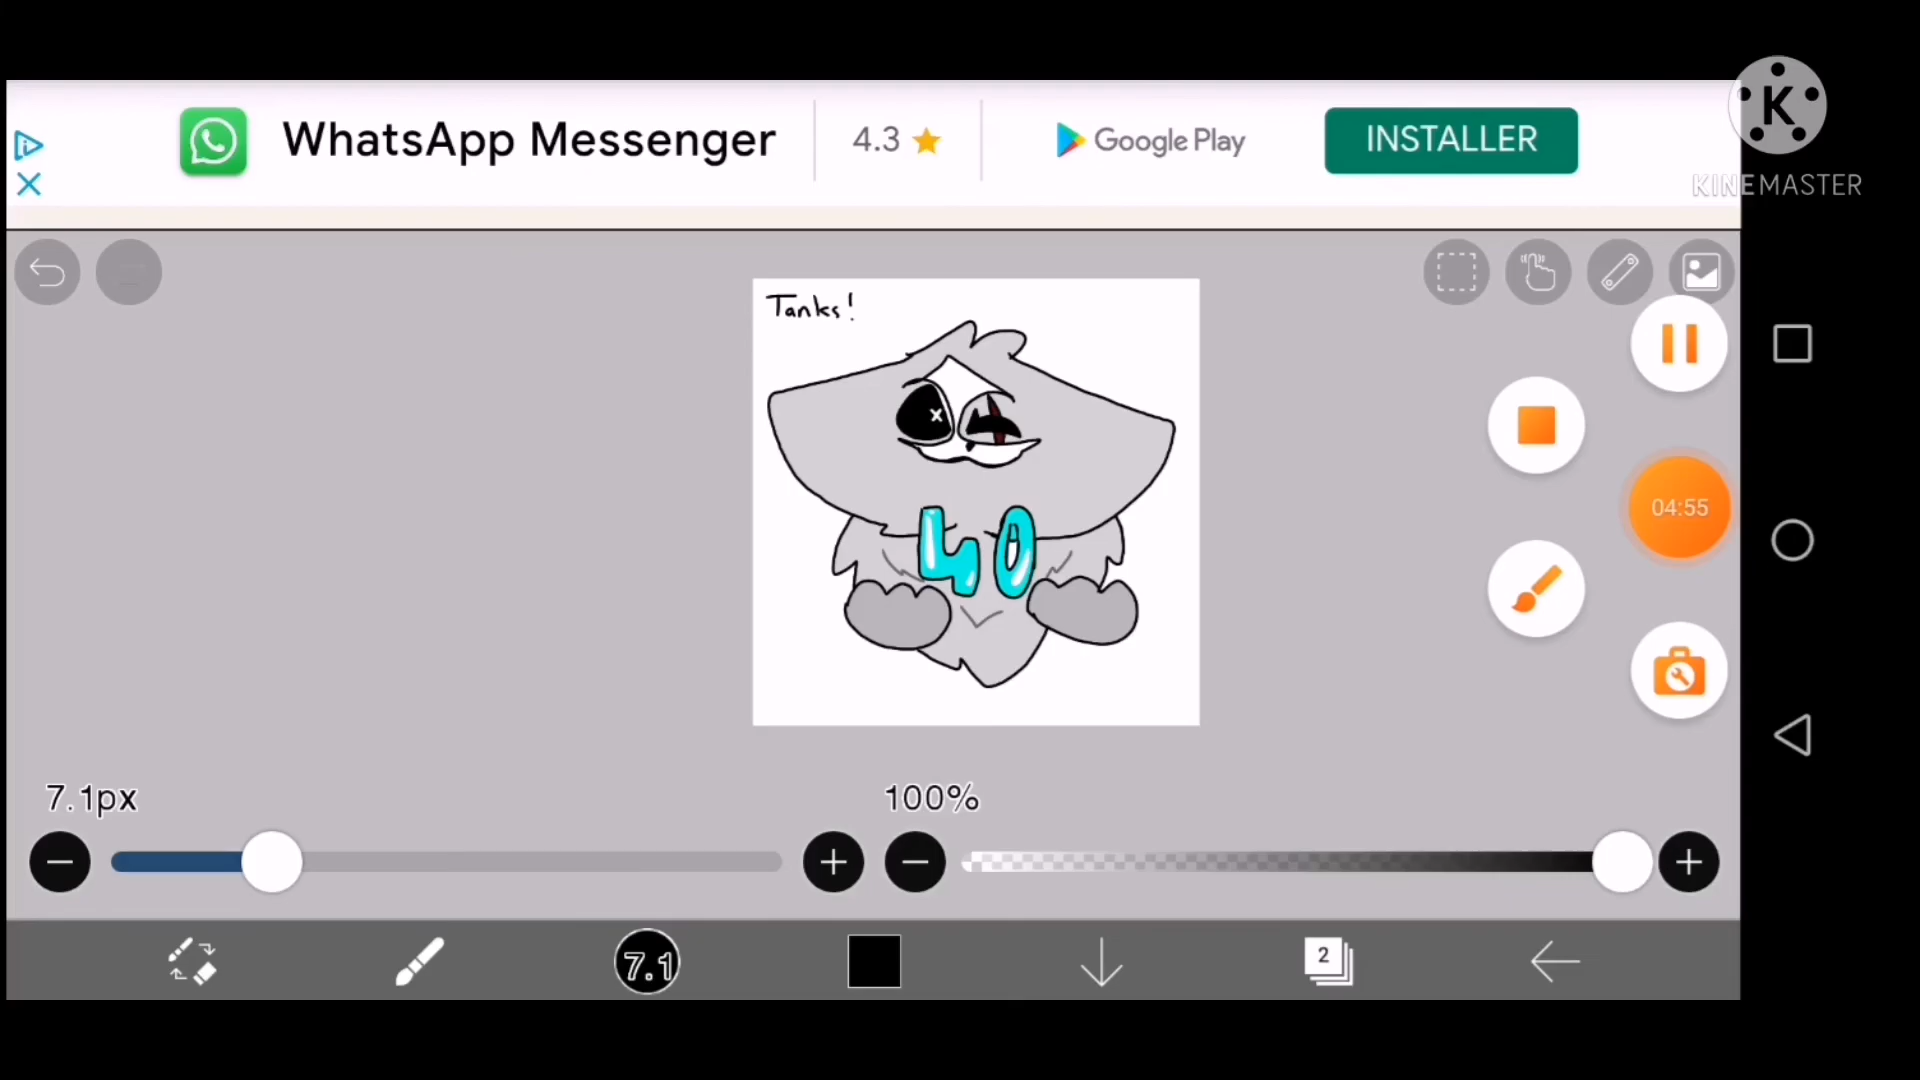 WhatsApp Messenger
4.3
Google Play
INSTALLER
K
KINEMASTER
Tanks!
40
04:55
7.1px
100%
7.1
2